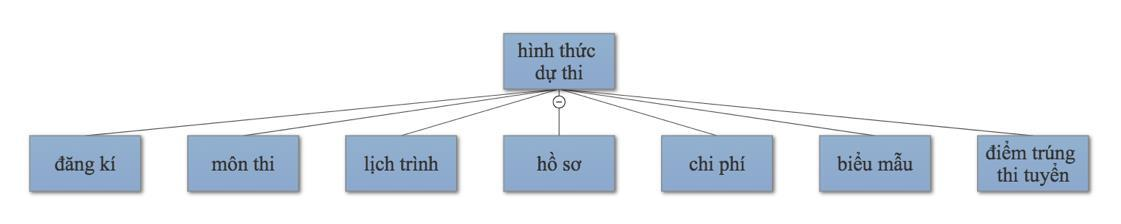 hình thức
dự thi
đăng kí
môn thi
lịch trình
hồ sơ
chi phí
biểu mẫu
điểm trúng
thi tuyển